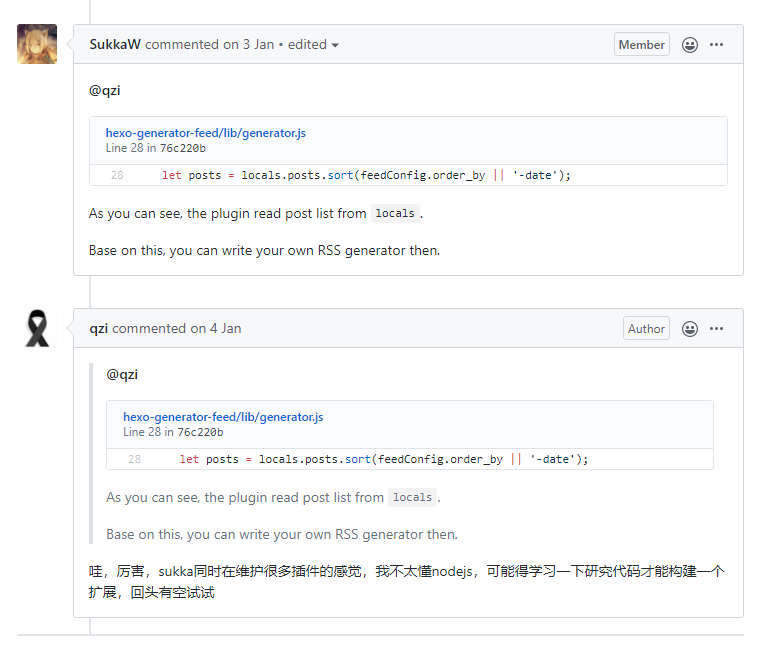 SukkaW commented on 3 Jan • edited
Member
@qzi
hexo-generator-feed/lib/generator.js
Line 28 in 76c220b
28 let posts = locals.posts.sort(feedConfig.order_by || '-date');
As you can see, the plugin read post list from locals .
Base on this, you can write your own RSS generator then.
qzi commented on 4 Jan
Author
@qzi
hexo-generator-feed/lib/generator.js
Line 28 in 76c220b
28 let posts = locals.posts.sort(feedConfig.order_by || '-date');
As you can see, the plugin read post list from locals .
Base on this, you can write your own RSS generator then.
哇，厉害，sukka同时在维护很多插件的感觉，我不太懂nodejs，可能得学习一下研究代码才能构建一个
扩展，回头有空试试